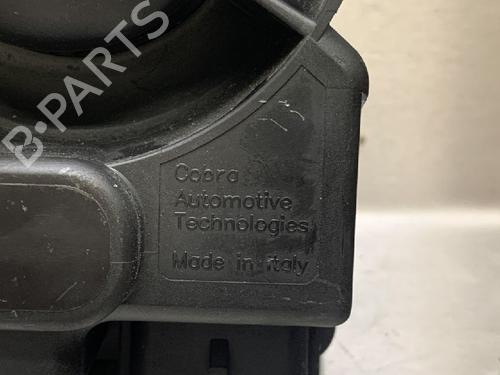 B-PARTS
Cobra
Automotive
Technologies
Made in Italy